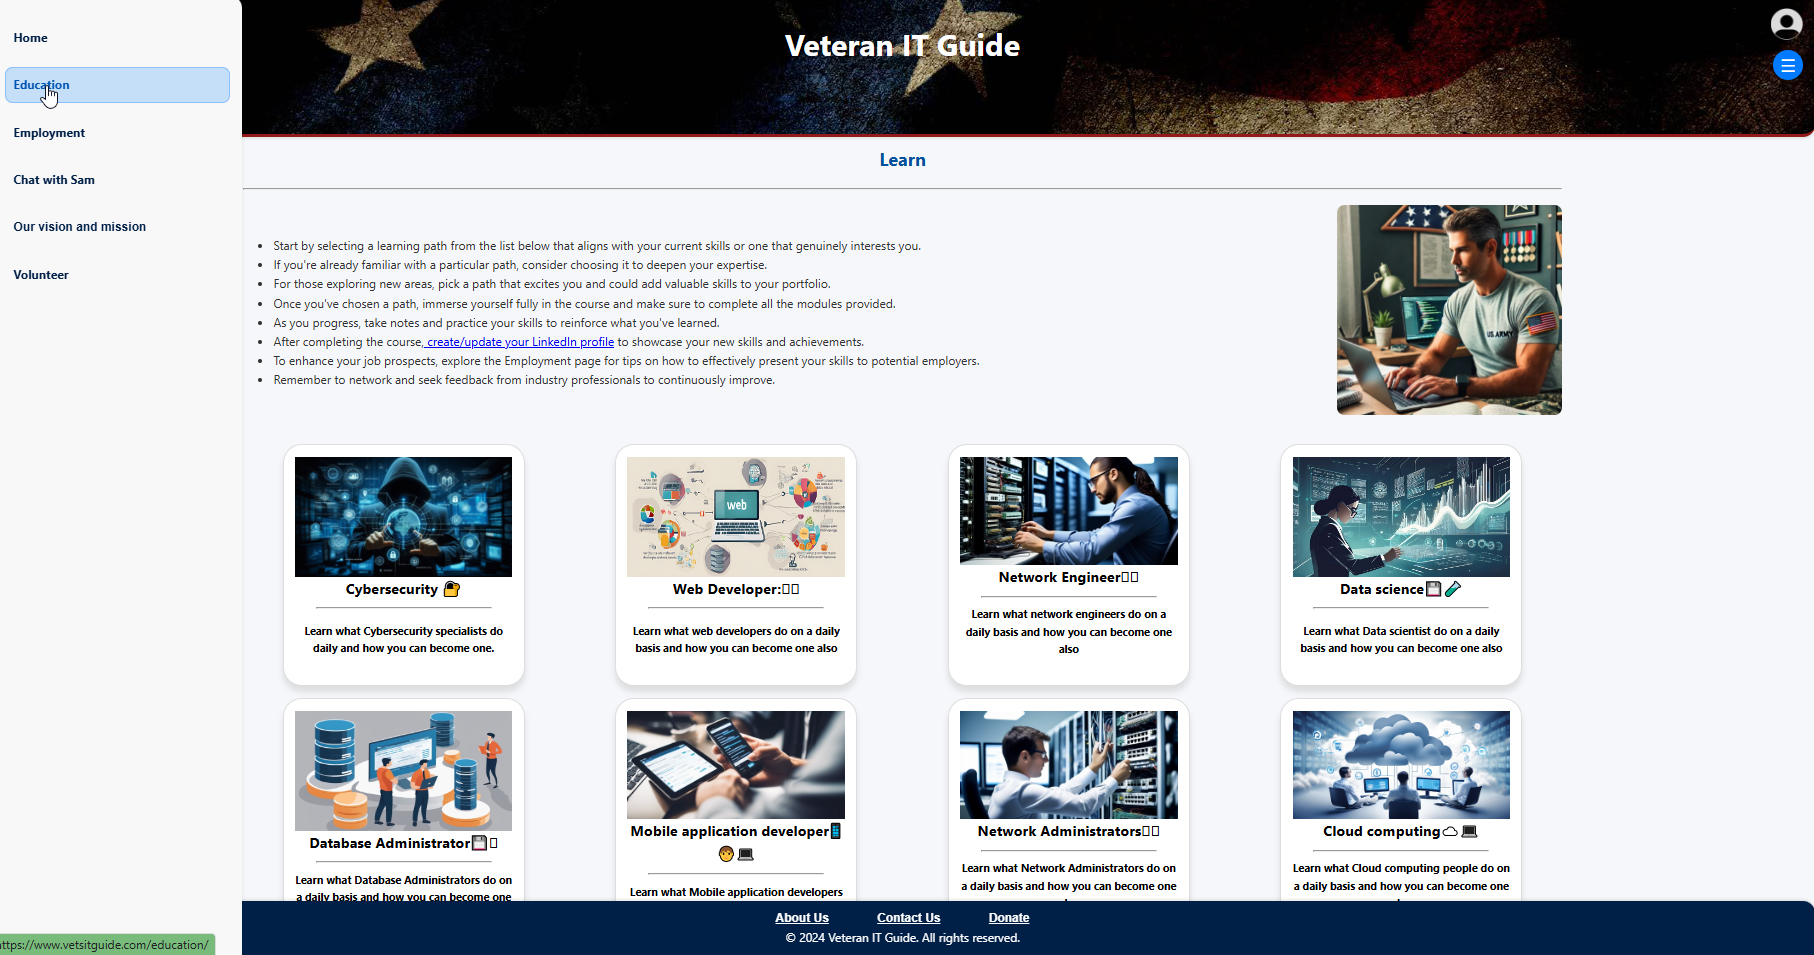 Home
Education
Employment
Chat with Sam
Our vision and mission
Volunteer
Veteran IT Guide
Learn
Start by selecting a learning path from the list below that aligns with your current skills or one that genuinely interests you.
If you're already familiar with a particular path, consider choosing it to deepen your expertise.
For those exploring new areas, pick a path that excites you and could add valuable skills to your portfolio.
Once you've chosen a path, immerse yourself fully in the course and make sure to complete all the modules provided.
As you progress, take notes and practice your skills to reinforce what you've learned.
After completing the course, create/update your LinkedIn profile to showcase your new skills and achievements.
To enhance your job prospects, explore the Employment page for tips on how to effectively present your skills to potential employers.
Remember to network and seek feedback from industry professionals to continuously improve.
U.S. ARMY
Cybersecurity
Learn what Cybersecurity specialists do
daily and how you can become one.
web
Web Developer:
Learn what web developers do on a daily
basis and how you can become one also
Network Engineer
Learn what network engineers do on a
daily basis and how you can become one
also
Data science
Learn what Data scientist do on a daily
basis and how you can become one also
Database Administrator
Learn what Database Administrators do on
a daily basis and how you can become one
Mobile application developer
Learn what Mobile application developers
Network Administrators
Learn what Network Administrators do on
a daily basis and how you can become one
Cloud computing
Learn what Cloud computing people do on
a daily basis and how you can become one
About Us
Contact Us
Donate
© 2024 Veteran IT Guide. All rights reserved.
ttps://www.vetsitguide.com/education/